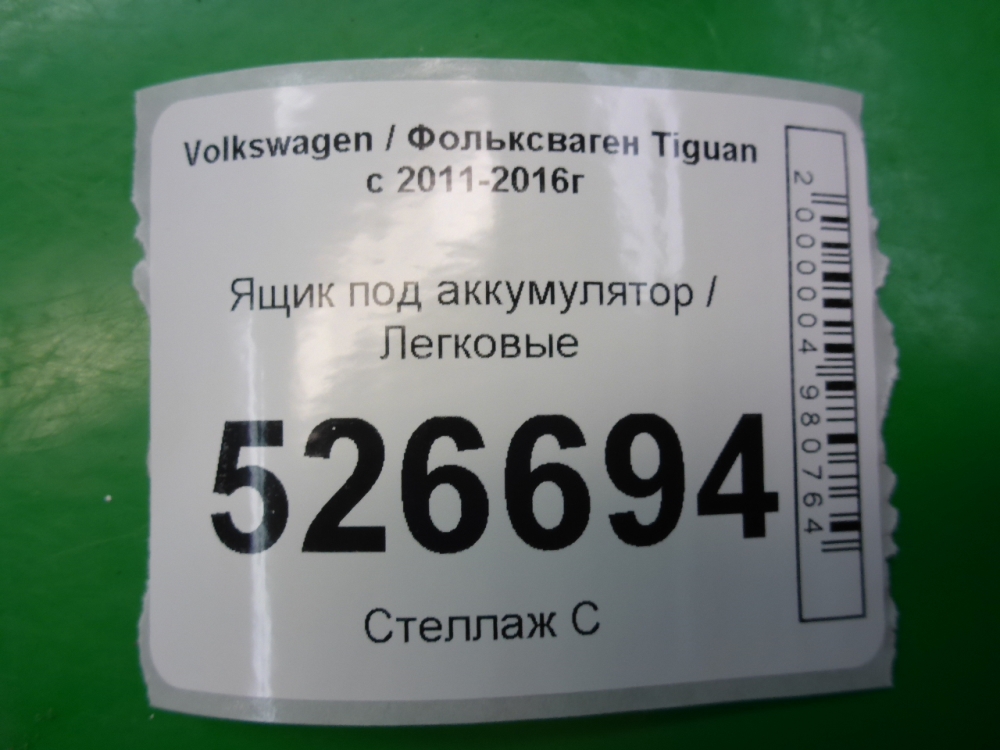 Volkswagen / Фольксваген Tiguan
с 2011-2016г
Ящик под аккумулятор /
Легковые
526694
Стеллаж С
2000004980764